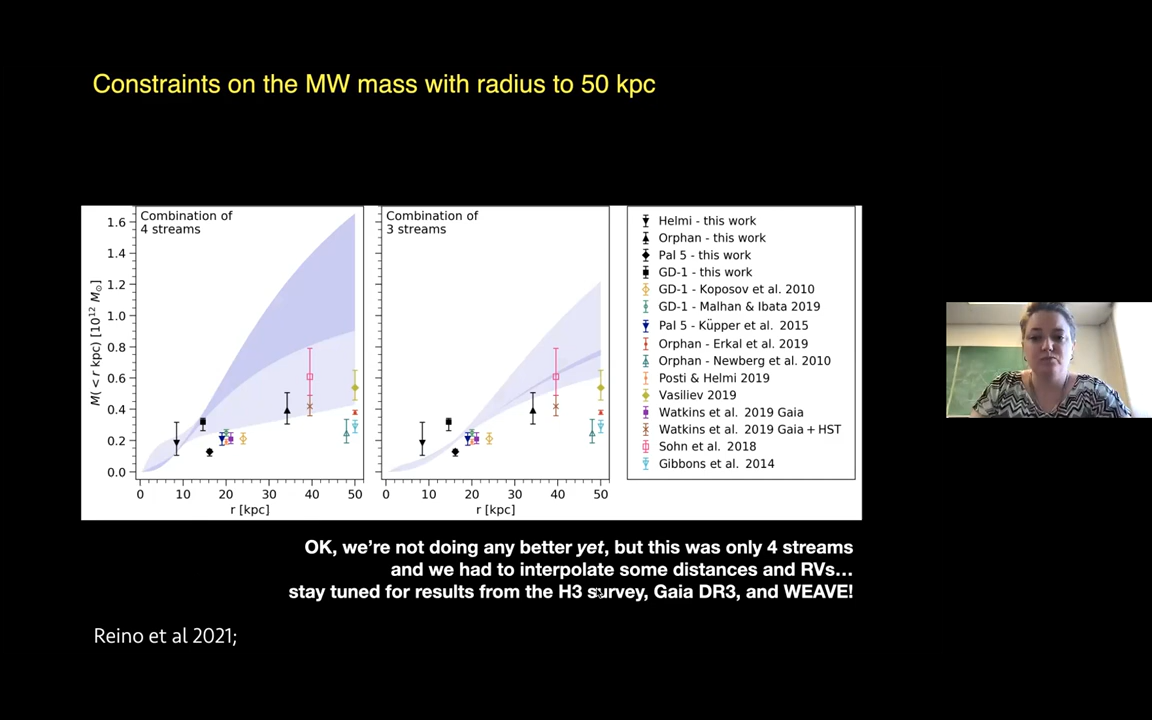 Constraints on the MW mass with radius to 50 kpc
Combination of
4 streams
M(< r kpc) [10¹² M☉]
1.6
1.4
1.2
1.0
0.8
0.6
0.4
0.2
0.0
0 10 20 30 40 50
r [kpc]
Combination of
3 streams
0 10 20 30 40 50
r [kpc]
Helmi - this work
Orphan - this work
Pal 5 - this work
GD-1 - this work
GD-1 - Koposov et al. 2010
GD-1 - Malhan & Ibata 2019
Pal 5 - Küpper et al. 2015
Orphan - Erkal et al. 2019
Orphan - Newberg et al. 2010
Posti & Helmi 2019
Vasiliev 2019
Watkins et al. 2019 Gaia
Watkins et al. 2019 Gaia + HST
Sohn et al. 2018
Gibbons et al. 2014
OK, we’re not doing any better yet, but this was only 4 streams
and we had to interpolate some distances and RVs…
stay tuned for results from the H3 survey, Gaia DR3, and WEAVE!
Reino et al 2021;